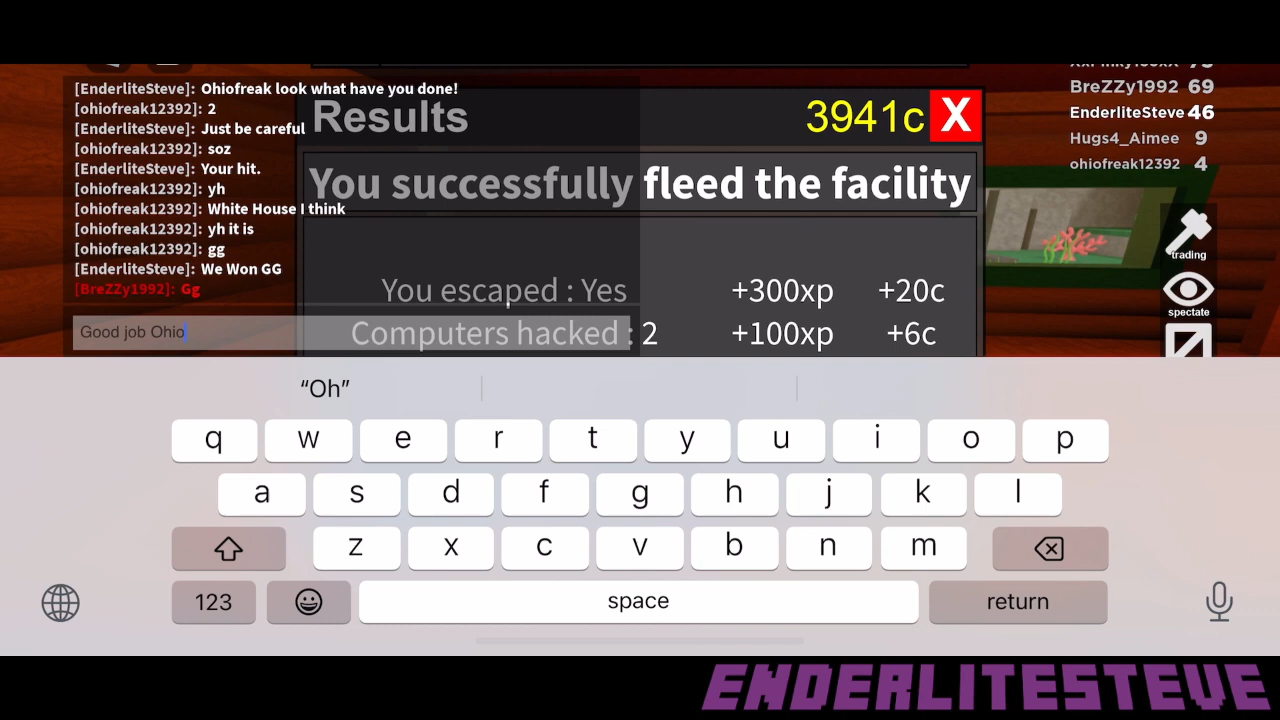 [EnderliteSteve]: Ohiofreak look what have you done!
[ohiofreak12392]: 2
[EnderliteSteve]: Just be careful
[ohiofreak12392]: soz
[EnderliteSteve]: Your hit.
[ohiofreak12392]: yh
[ohiofreak12392]: White House I think
[ohiofreak12392]: yh it is
[ohiofreak12392]: gg
[EnderliteSteve]: We Won GG
[BreZZy1992]: Gg
Good job Ohio
Results 3941c X
You successfully fleed the facility
You escaped : Yes +300xp +20c
Computers hacked : 2 +100xp +6c
BreZZy1992 69
EnderliteSteve 46
Hugs4_Aimee 9
ohiofreak12392 4
trading
spectate
“Oh”
q w e r t y u i o p
a s d f g h j k l
z x c v b n m
123 space return
ENDERLITESTEVE